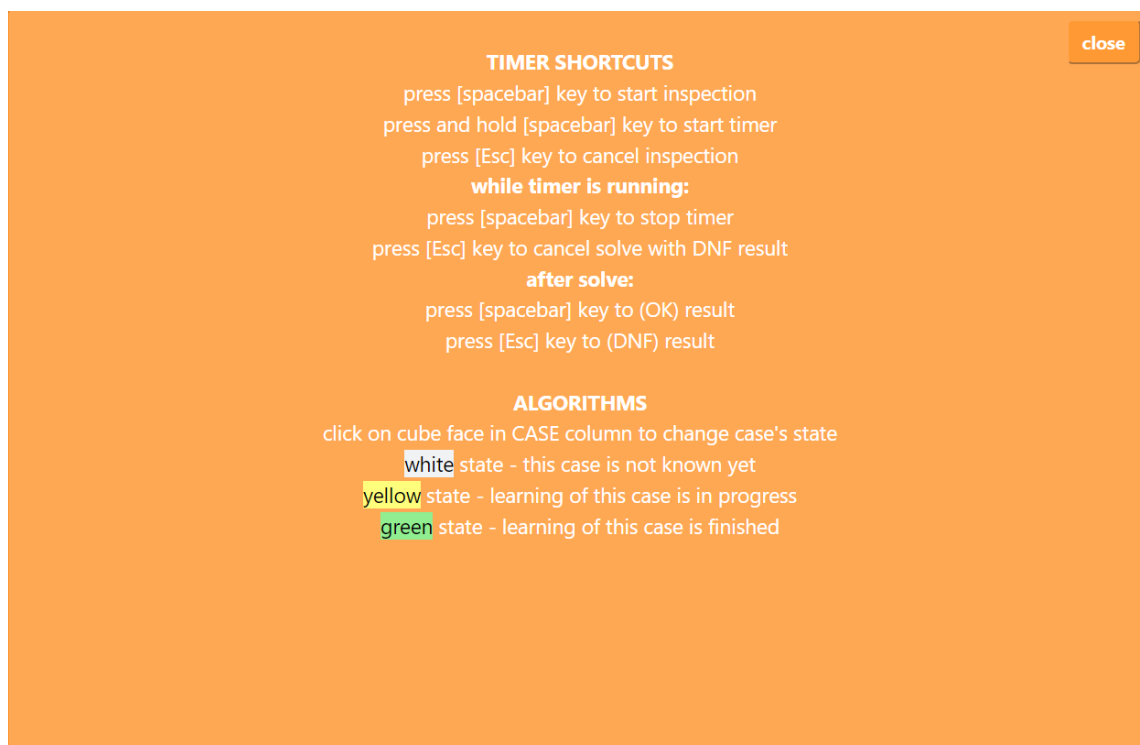 close
TIMER SHORTCUTS
press [spacebar] key to start inspection
press and hold [spacebar] key to start timer
press [Esc] key to cancel inspection
while timer is running:
press [spacebar] key to stop timer
press [Esc] key to cancel solve with DNF result
after solve:
press [spacebar] key to (OK) result
press [Esc] key to (DNF) result
ALGORITHMS
click on cube face in CASE column to change case's state
white state - this case is not known yet
yellow state - learning of this case is in progress
green state - learning of this case is finished